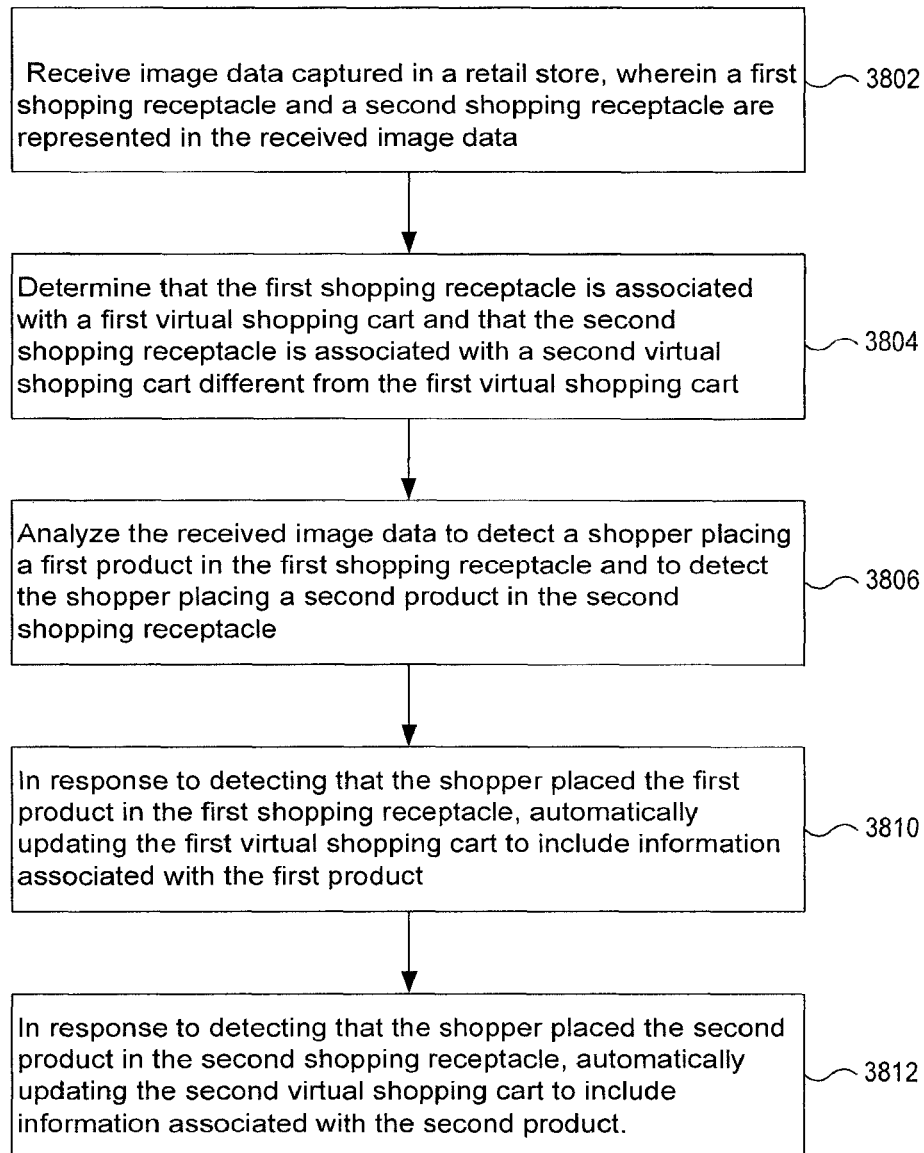 Receive image data captured in a retail store, wherein a first
shopping receptacle and a second shopping receptacle are
represented in the received image data
3802
Determine that the first shopping receptacle is associated
with a first virtual shopping cart and that the second
shopping receptacle is associated with a second virtual
shopping cart different from the first virtual shopping cart
3804
Analyze the received image data to detect a shopper placing
a first product in the first shopping receptacle and to detect
the shopper placing a second product in the second
shopping receptacle
3806
In response to detecting that the shopper placed the first
product in the first shopping receptacle, automatically
updating the first virtual shopping cart to include information
associated with the first product
3810
In response to detecting that the shopper placed the second
product in the second shopping receptacle, automatically
updating the second virtual shopping cart to include
information associated with the second product.
3812